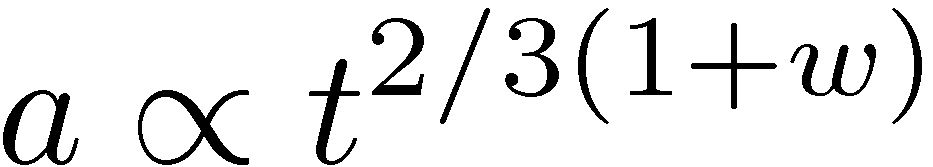 a ∝ t^{2/3(1+w)}